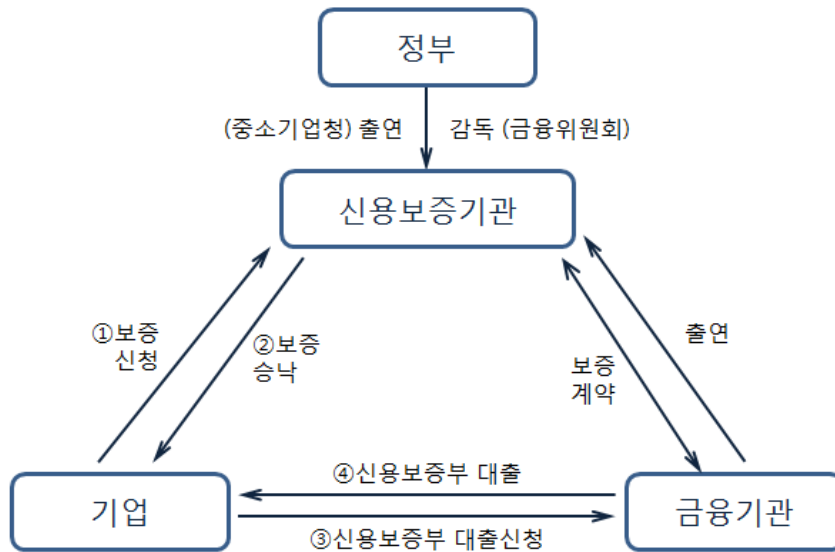 정부
(중소기업청) 출연 감독 (금융위원회)
신용보증기관
①보증
신청
②보증
승낙
보증
계약
출연
④신용보증부 대출
기업
금융기관
③신용보증부 대출신청